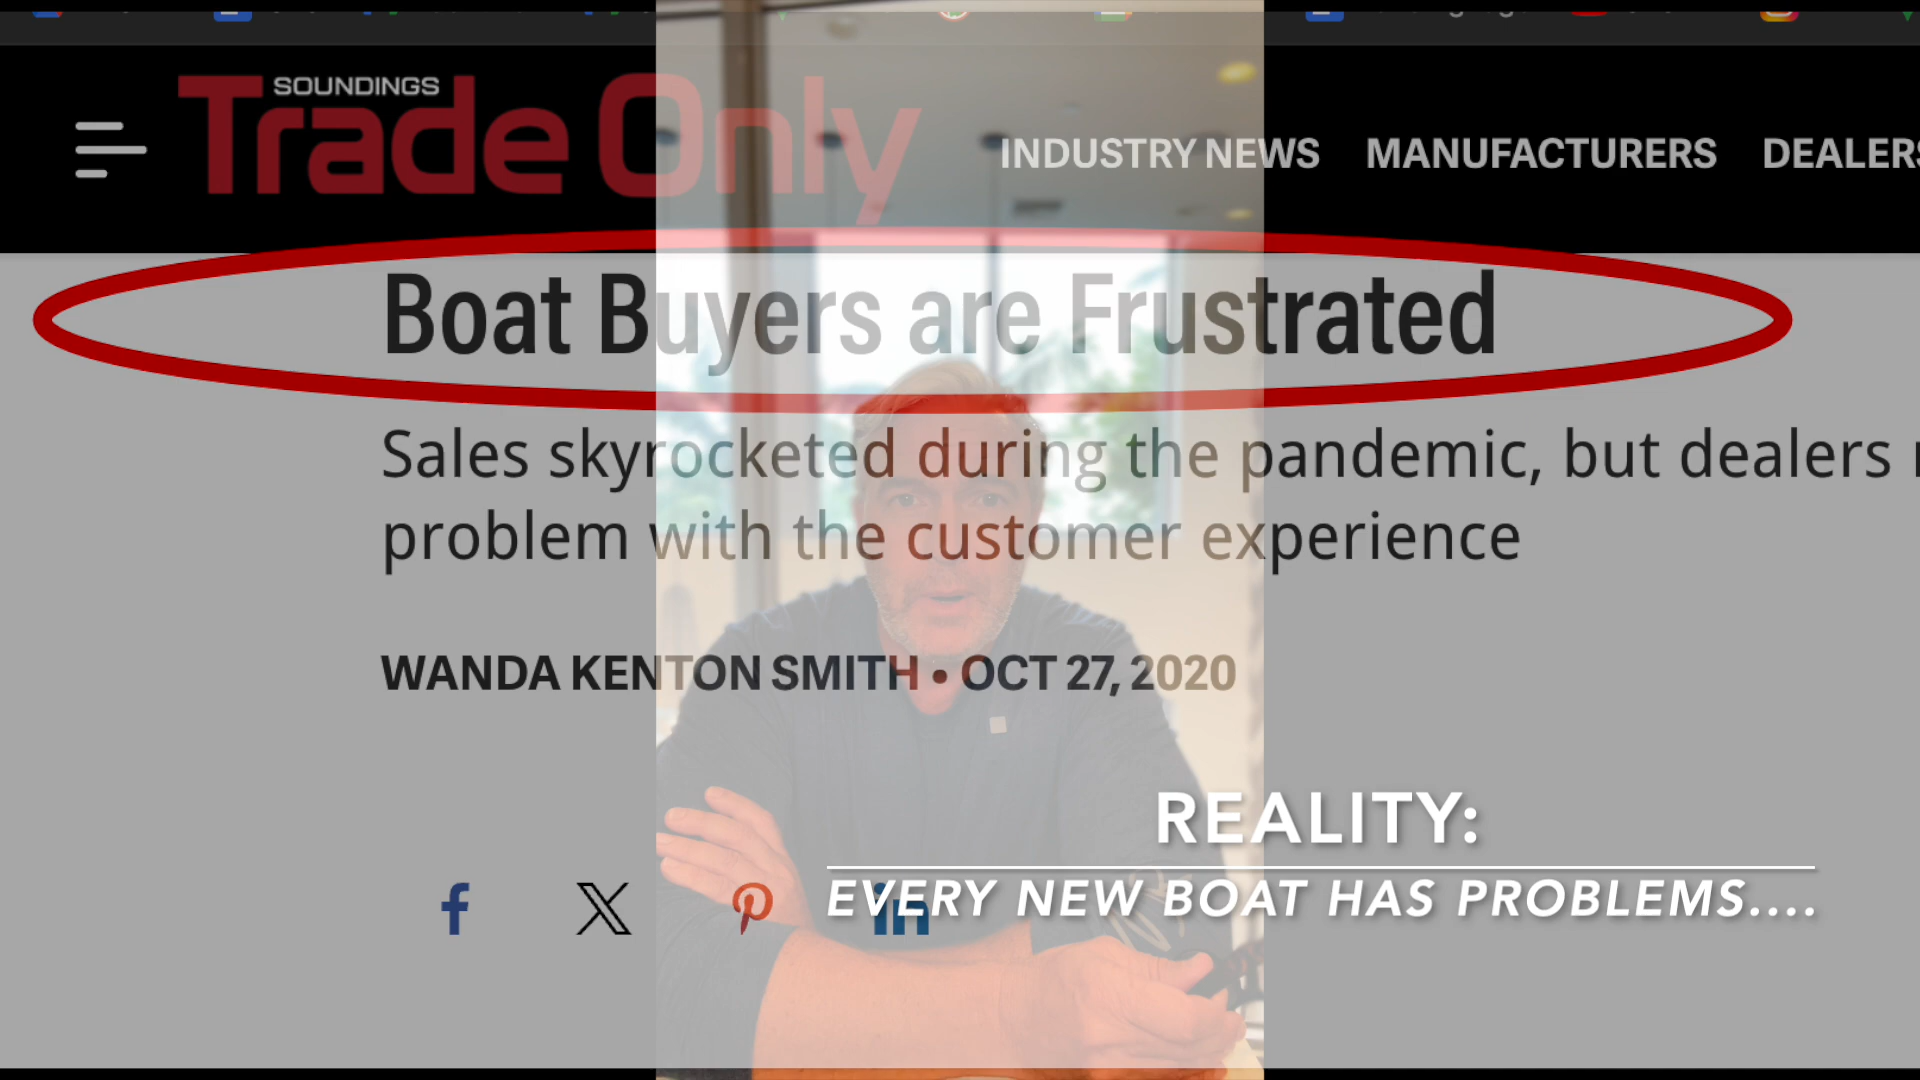 SOUNDINGS
Trade Only
INDUSTRY NEWS MANUFACTURERS DEALERS
Boat Buyers are Frustrated
Sales skyrocketed during the pandemic, but dealers
problem with the customer experience
WANDA KENTON SMITH • OCT 27, 2020
REALITY:
EVERY NEW BOAT HAS PROBLEMS....